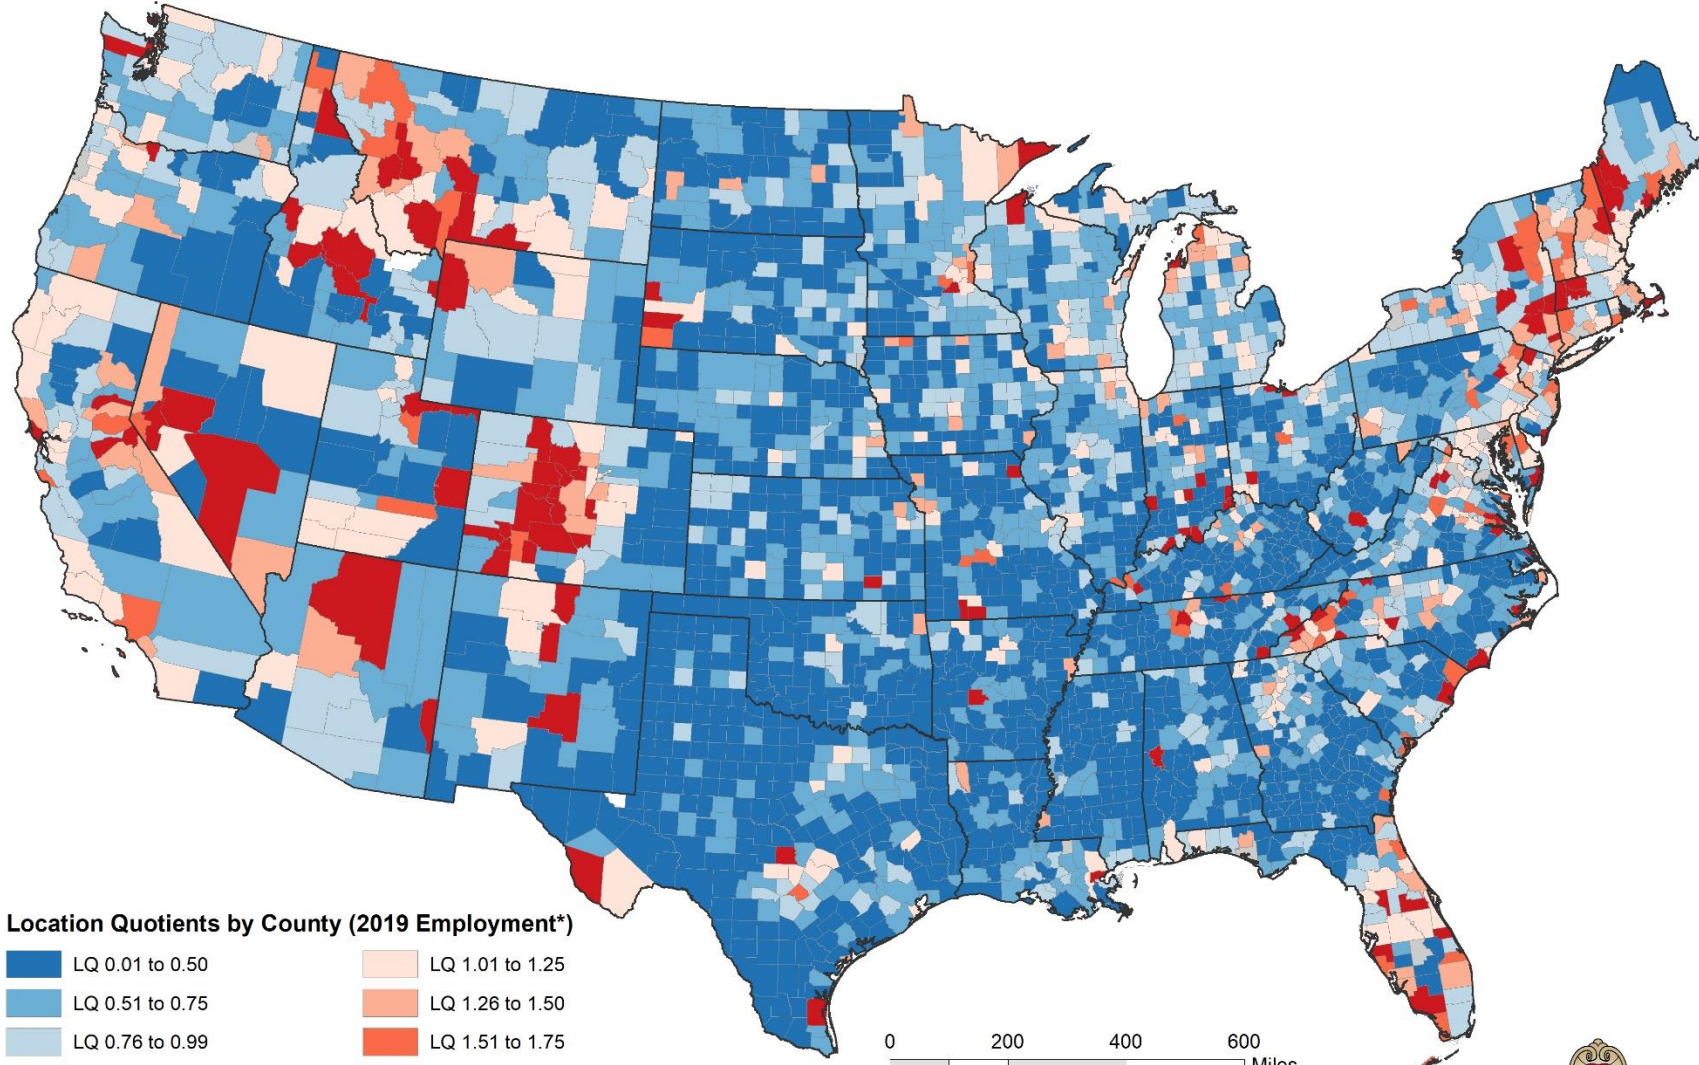 Location Quotients by County (2019 Employment*)
LQ 0.01 to 0.50
LQ 1.01 to 1.25
LQ 0.51 to 0.75
LQ 1.26 to 1.50
LQ 0.76 to 0.99
LQ 1.51 to 1.75
0 200 400 600
Miles